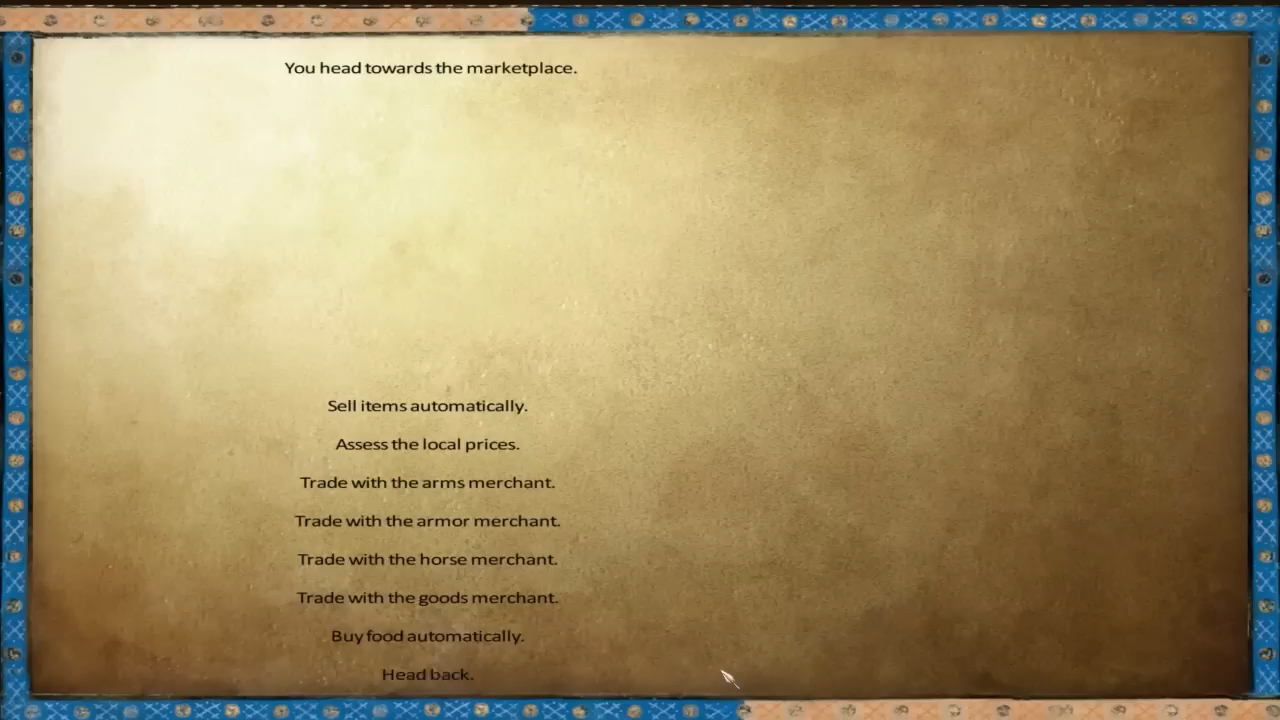 You head towards the marketplace.
Sell items automatically.
Assess the local prices.
Trade with the arms merchant.
Trade with the armor merchant.
Trade with the horse merchant.
Trade with the goods merchant.
Buy food automatically.
Head back.